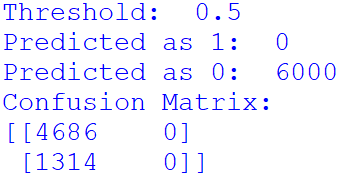 Threshold:  0.5
Predicted as 1:  0
Predicted as 0:  6000
Confusion Matrix:
[[4686    0]
 [1314    0]]